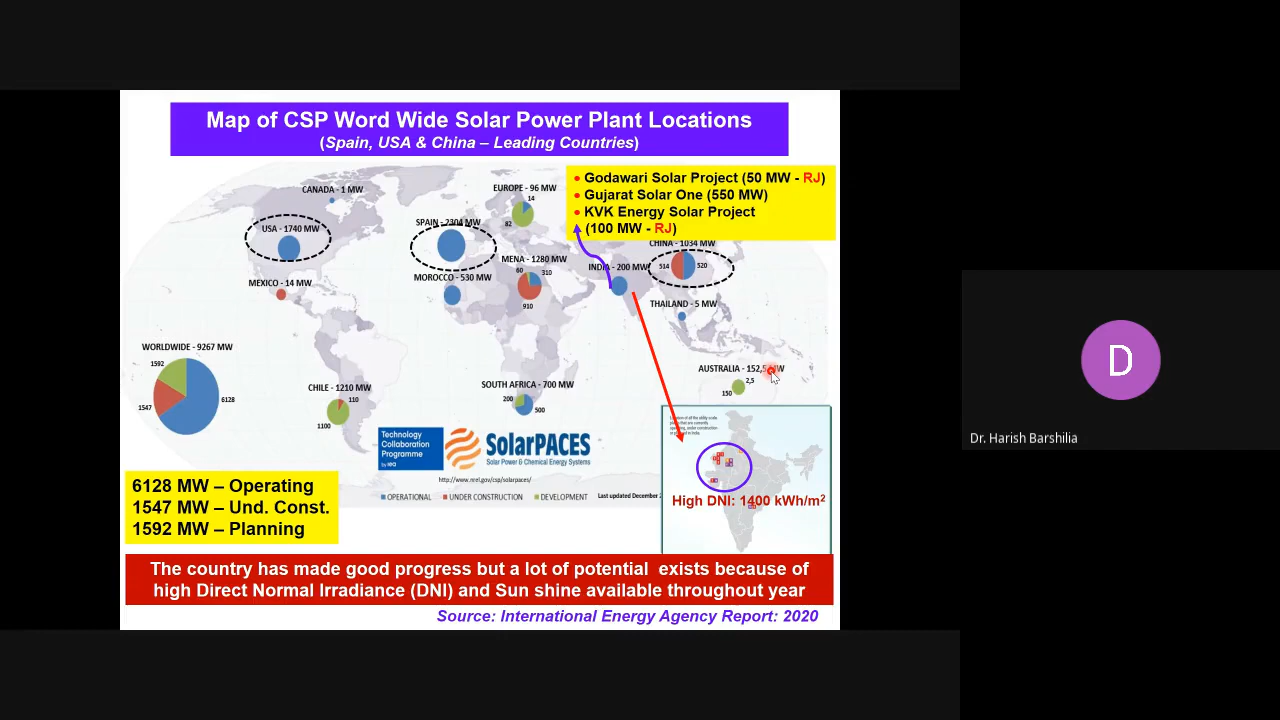 Map of CSP Word Wide Solar Power Plant Locations
(Spain, USA & China – Leading Countries)
• Godawari Solar Project (50 MW - RJ)
• Gujarat Solar One (550 MW)
• KVK Energy Solar Project
(100 MW - RJ)
CANADA - 1 MW
EUROPE - 96 MW
14
82
USA - 1740 MW
SPAIN - 2304 MW
CHINA - 1034 MW
514
520
MENA - 1280 MW
60
310
910
INDIA - 200 MW
MEXICO - 14 MW
MOROCCO - 530 MW
THAILAND - 5 MW
WORLDWIDE - 9267 MW
1592
1547
6128
CHILE - 1210 MW
110
1100
SOUTH AFRICA - 700 MW
200
500
AUSTRALIA - 152,5 MW
2,5
150
Technology
Collaboration
Programme
by IEA
SolarPACES
Solar Power & Chemical Energy Systems
http://www.nrel.gov/csp/solarpaces/
OPERATIONAL
UNDER CONSTRUCTION
DEVELOPMENT
Last updated December
High DNI: 1400 kWh/m²
6128 MW – Operating
1547 MW – Und. Const.
1592 MW – Planning
The country has made good progress but a lot of potential exists because of
high Direct Normal Irradiance (DNI) and Sun shine available throughout year
Source: International Energy Agency Report: 2020
D
Dr. Harish Barshilia